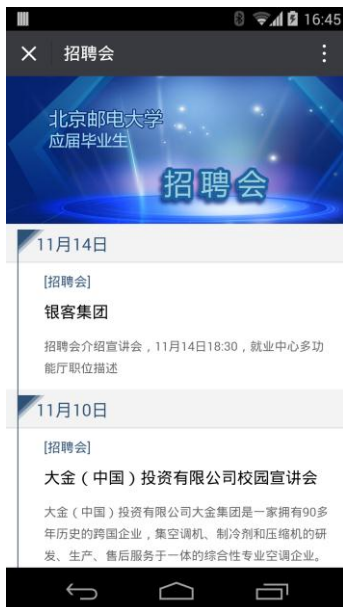 16:45
招聘会
北京邮电大学
应届毕业生
招聘会
11月14日
[招聘会]
银客集团
招聘会介绍宣讲会，11月14日18:30，就业中心多功
能厅职位描述
11月10日
[招聘会]
大金（中国）投资有限公司校园宣讲会
大金（中国）投资有限公司大金集团是一家拥有90多
年历史的跨国企业，集空调机、制冷剂和压缩机的研
发、生产、售后服务于一体的综合性专业空调企业。